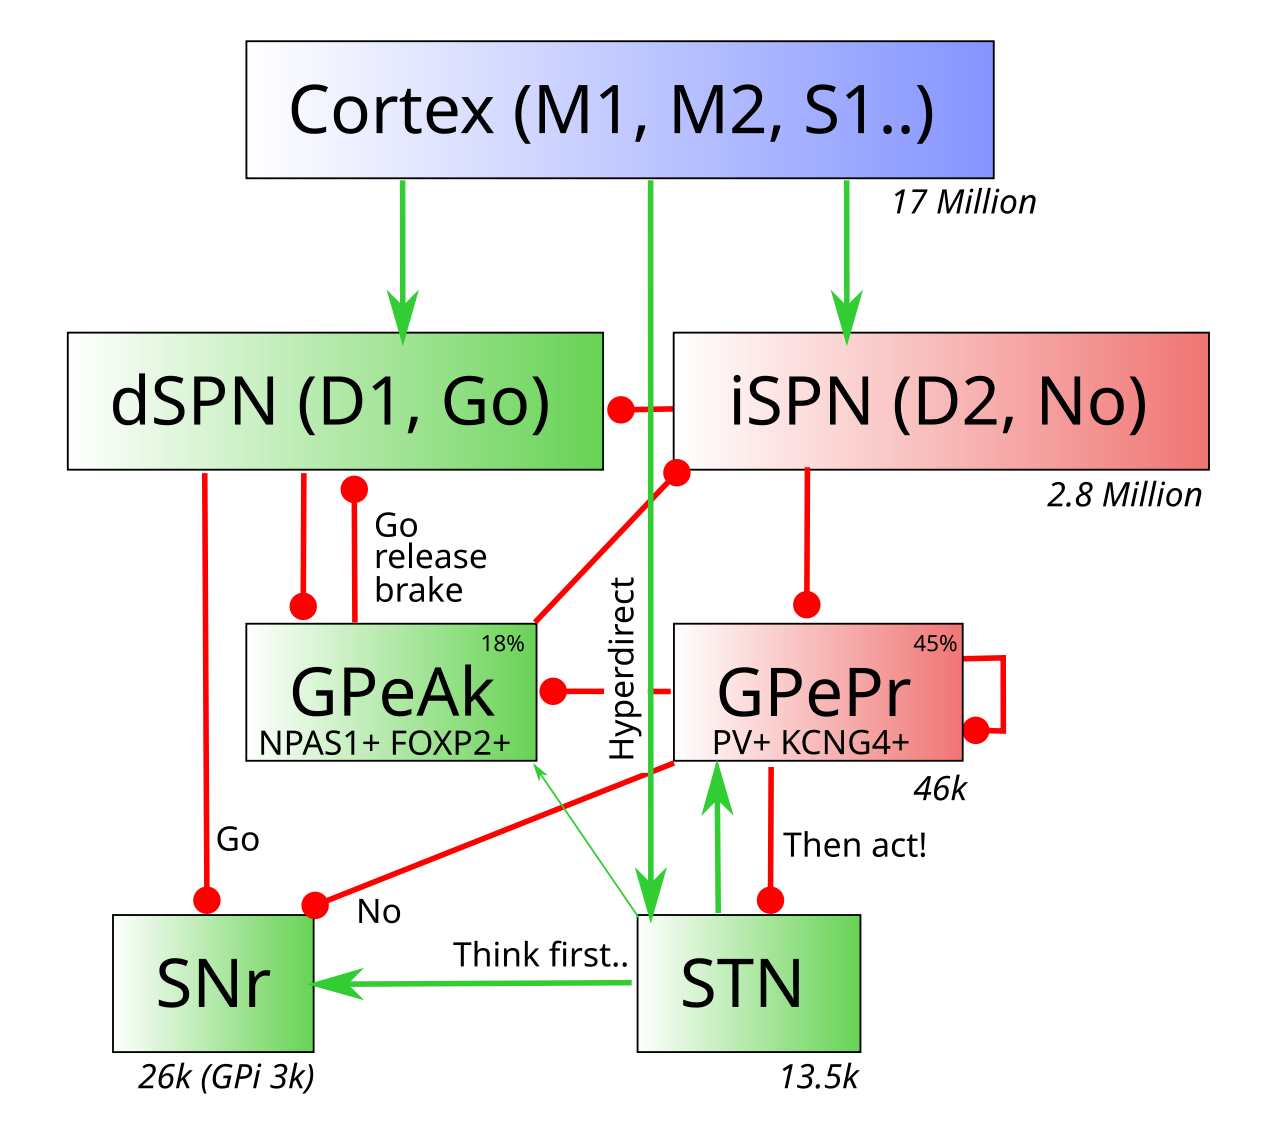 Cortex (M1, M2, S1..)
17 Million
dSPN (D1, Go)
iSPN (D2, No)
2.8 Million
Go
release
brake
Hyperdirect
18%
GPeAk
NPAS1+ FOXP2+
45%
GPePr
PV+ KCNG4+
46k
Go
Then act!
No
Think first..
SNr
STN
26k (GPi 3k)
13.5k